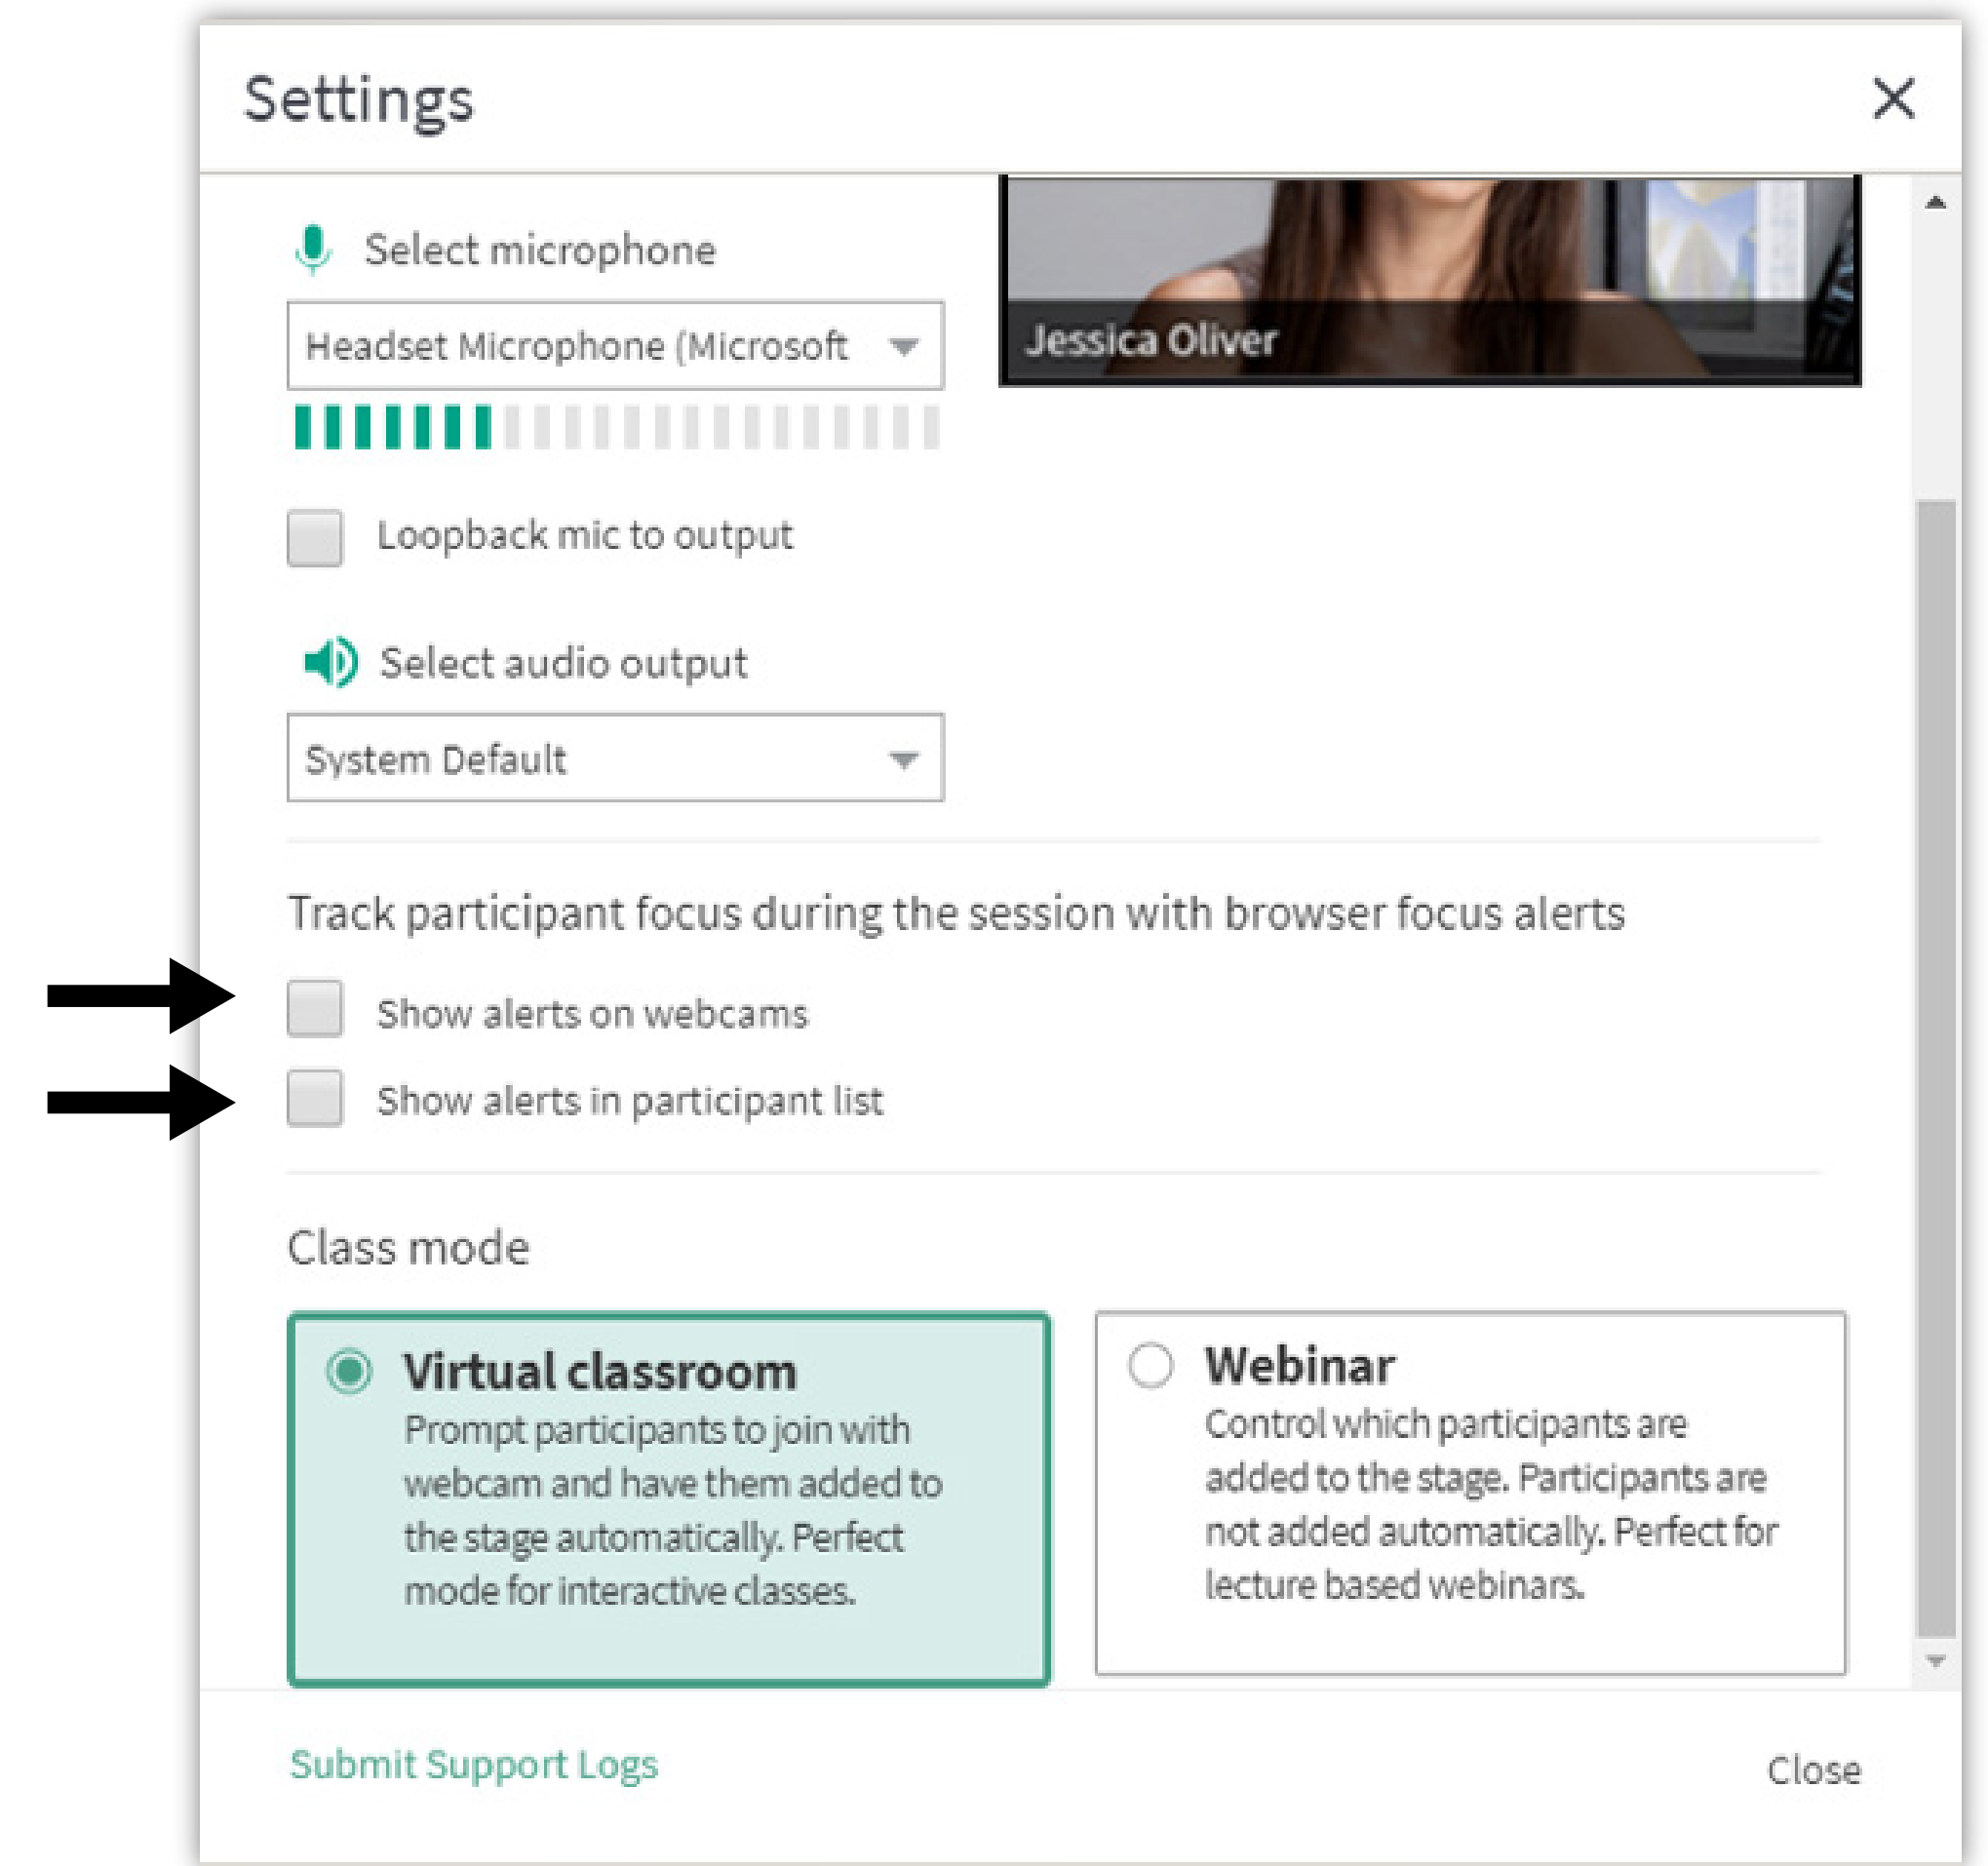 Settings
Select microphone
Headset Microphone (Microsoft
Jessica Oliver
Loopback mic to output
Select audio output
System Default
Track participant focus during the session with browser focus alerts
Show alerts on webcams
Show alerts in participant list
Class mode
Virtual classroom
Prompt participants to join with
webcam and have them added to
the stage automatically. Perfect
mode for interactive classes.
Webinar
Control which participants are
added to the stage. Participants are
not added automatically. Perfect for
lecture based webinars.
Submit Support Logs
Close